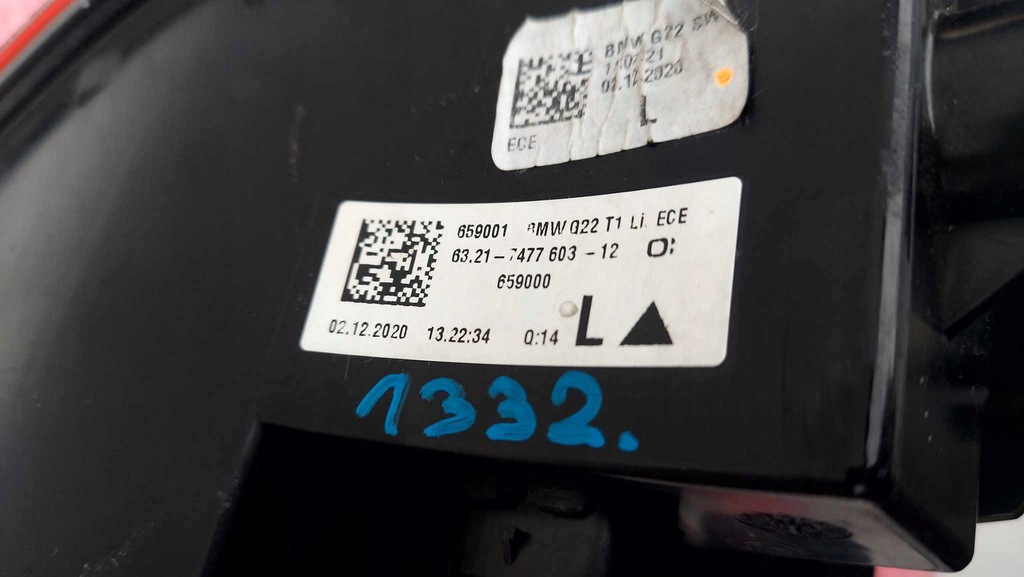 BMW G22 SW
02.12.2020
L
ECE
659001 BMW G22 T1 Li. ECE
63.21-7477 603 -12
659000
02.12.2020 13:22:34 Q:14 L
1332.